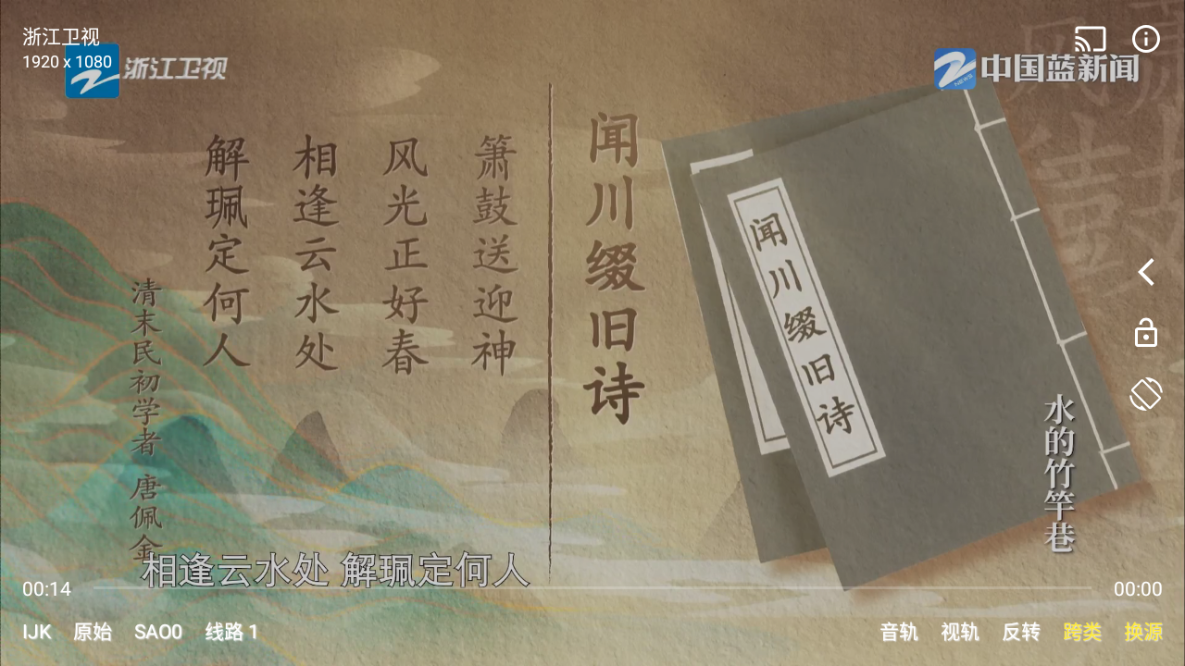 浙江卫视
1920 x 1080
浙江卫视
中国蓝新闻
NEWS
闻川缀旧诗
箫鼓送迎神
风光正好春
相逢云水处
解珮定何人
清末民初学者 唐佩金
闻川缀旧诗
水的竹竿巷
相逢云水处 解珮定何人
00:14
00:00
IJK 原始 SAO0 线路 1
音轨 视轨 反转 跨类 换源